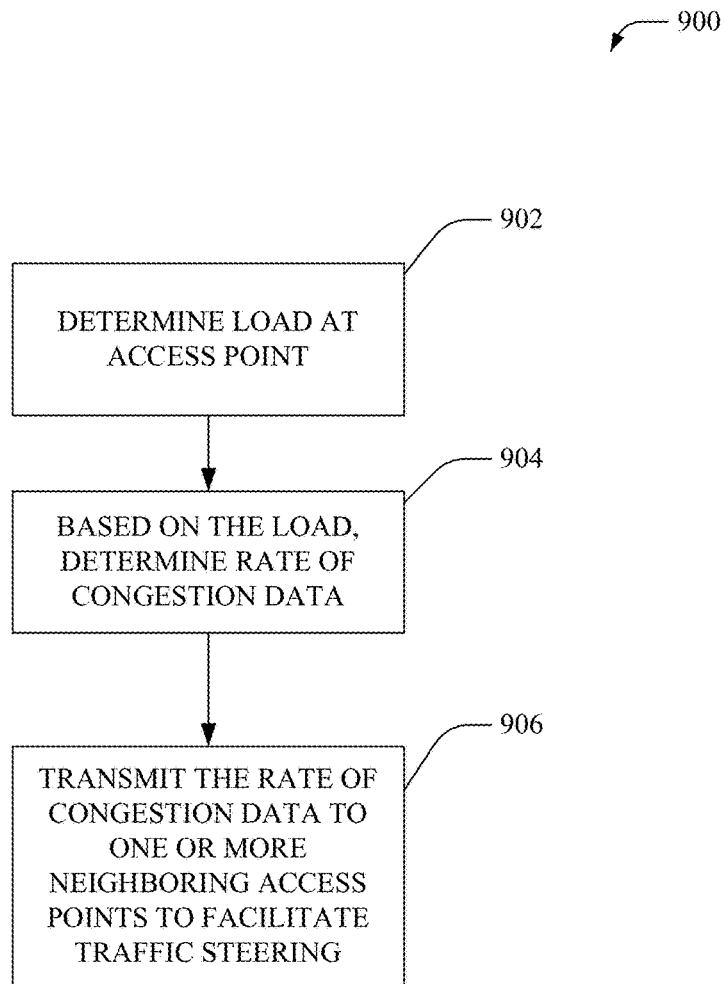 900
902
DETERMINE LOAD AT
ACCESS POINT
904
BASED ON THE LOAD,
DETERMINE RATE OF
CONGESTION DATA
906
TRANSMIT THE RATE OF
CONGESTION DATA TO
ONE OR MORE
NEIGHBORING ACCESS
POINTS TO FACILITATE
TRAFFIC STEERING